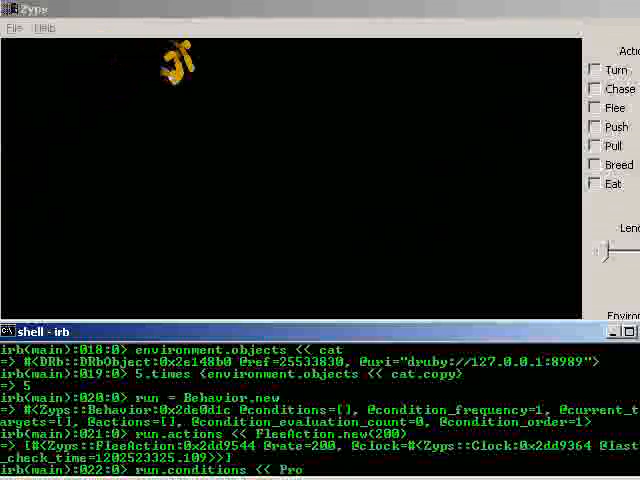 Zyps
File Help
Turn
Chase
Flee
Push
Pull
Breed
Eat
shell - irb
irb(main):018:0> environment.objects << cat
=> #<DRb::DRbObject:0x2e148b0 @ref=25533830, @uri="druby://127.0.0.1:8989">
irb(main):019:0> 5.times {environment.objects << cat.copy}
=> 5
irb(main):020:0> run = Behavior.new
=> #<Zyps::Behavior:0x2de0d1c @conditions=[], @condition_frequency=1, @current_t
argets=[], @actions=[], @condition_evaluation_count=0, @condition_order=1>
irb(main):021:0> run.actions << FleeAction.new(200)
=> [#<Zyps::FleeAction:0x2dd9544 @rate=200, @clock=#<Zyps::Clock:0x2dd9364 @last
_check_time=1202523325.109>>]
irb(main):022:0> run.conditions << Pro